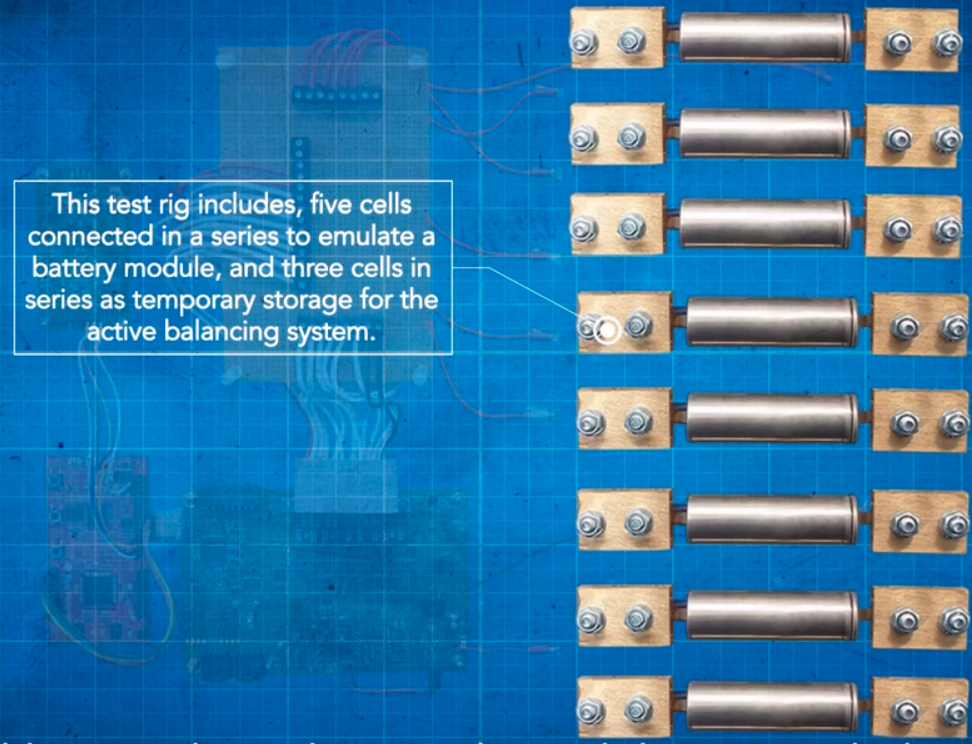 This test rig includes, five cells
connected in a series to emulate a
battery module, and three cells in
series as temporary storage for the
active balancing system.